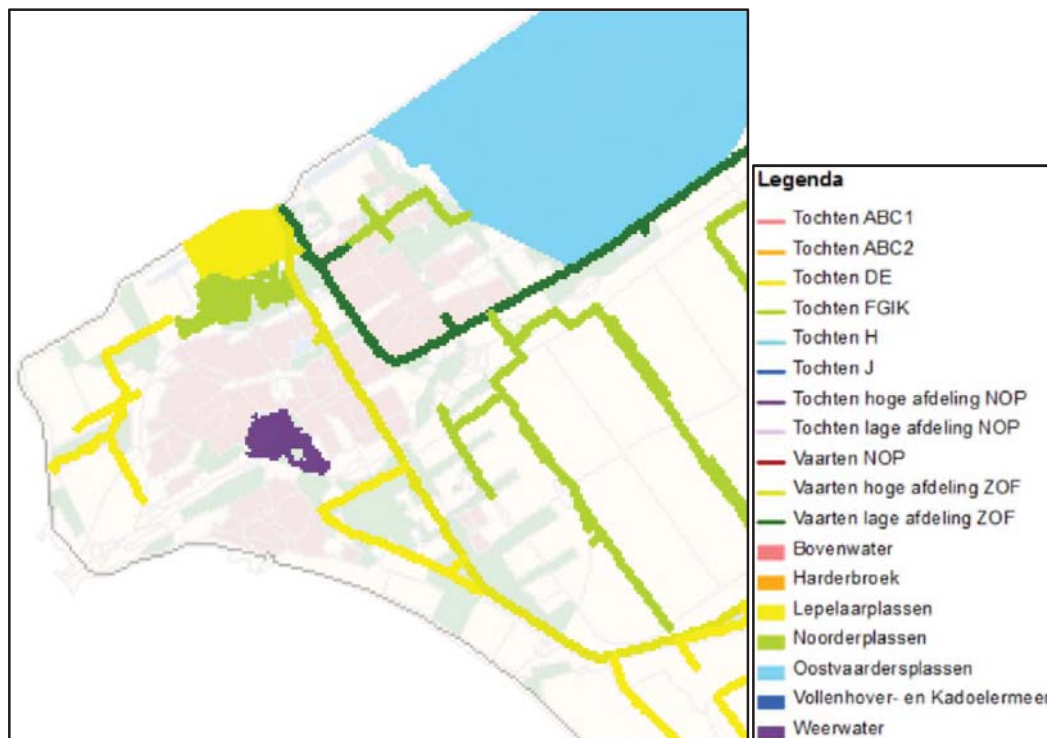 Legenda
Tochten ABC1
Tochten ABC2
Tochten DE
Tochten FGIK
Tochten H
Tochten J
Tochten hoge afdeling NOP
Tochten lage afdeling NOP
Vaarten NOP
Vaarten hoge afdeling ZOF
Vaarten lage afdeling ZOF
Bovenwater
Harderbroek
Lepelaarplassen
Noorderplassen
Oostvaardersplassen
Vollenhover- en Kadoelermeer
Weerwater